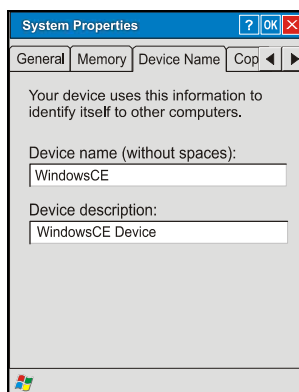 System Properties ? OK X
General Memory Device Name Cop
Your device uses this information to
identify itself to other computers.
Device name (without spaces):
WindowsCE
Device description:
WindowsCE Device